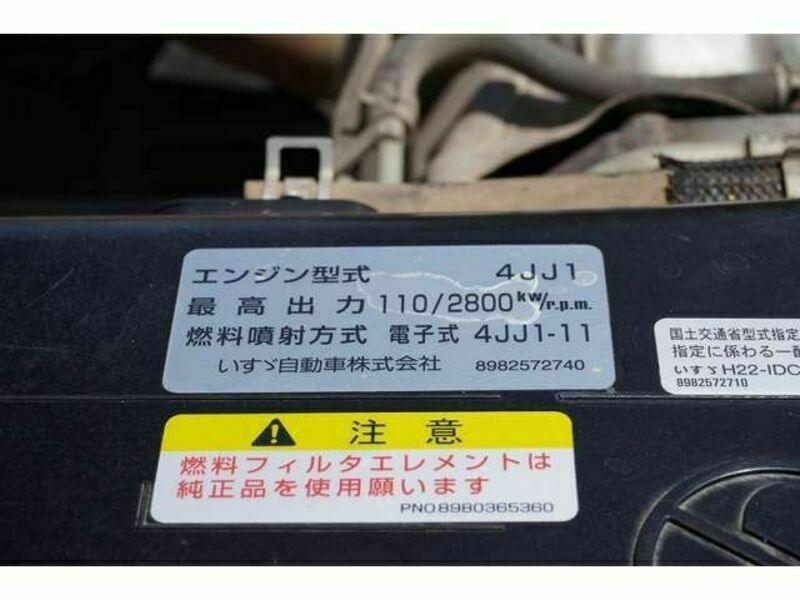 エンジン型式 4JJ1
最高出力 110/2800kW/r.p.m.
燃料噴射方式 電子式 4JJ1-11
いすゞ自動車株式会社 8982572740
国土交通省型式指定
指定に係わる一酸
いすゞH22-IDC
8982572710
⚠ 注意
燃料フィルタエレメントは
純正品を使用願います
PNO.8980365360